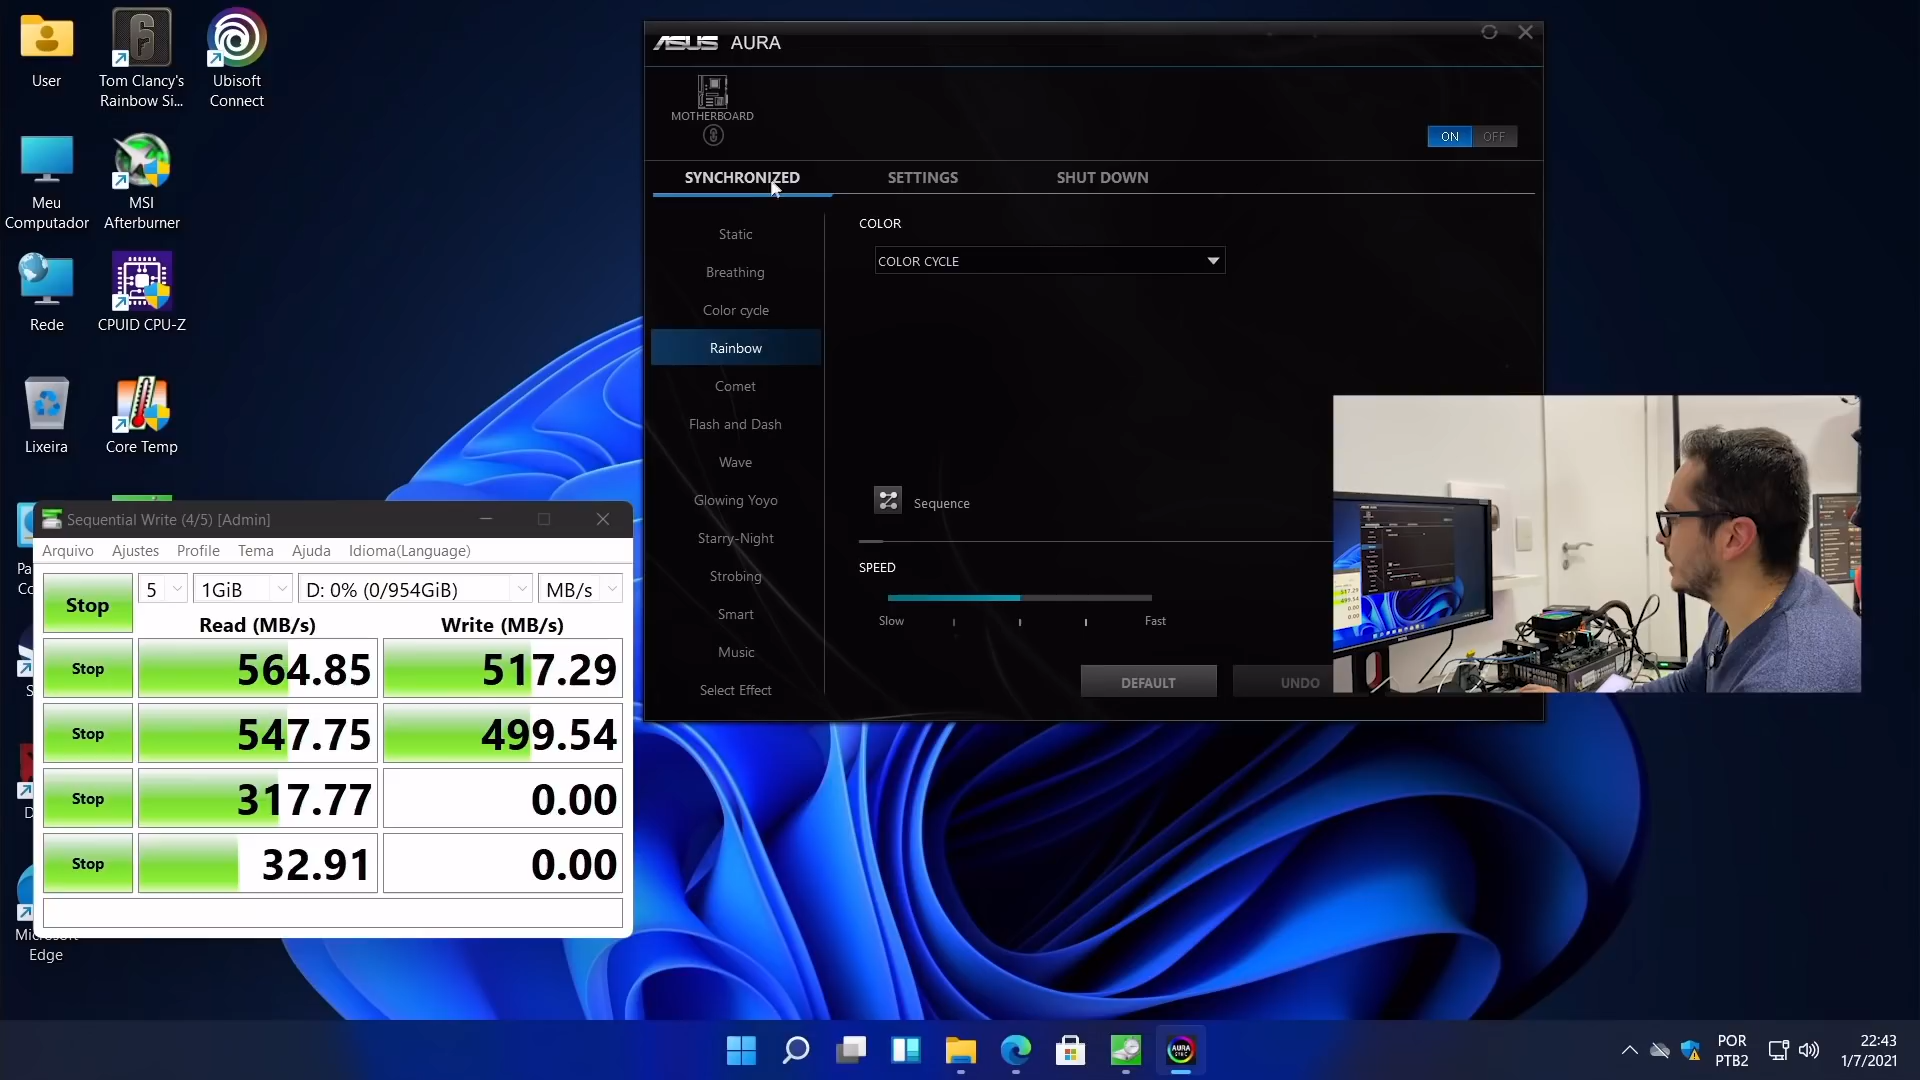 User
Tom Clancy's
Rainbow Si...
Ubisoft
Connect
Meu
Computador
MSI
Afterburner
Rede
CPUID CPU-Z
Lixeira
Core Temp
Edge
ASUS AURA
MOTHERBOARD
ON OFF
SYNCHRONIZED SETTINGS SHUT DOWN
Static
Breathing
Color cycle
Rainbow
Comet
Flash and Dash
Wave
Glowing Yoyo
Starry-Night
Strobing
Smart
Music
Select Effect
COLOR
COLOR CYCLE
Sequence
SPEED
Slow Fast
DEFAULT UNDO
Sequential Write (4/5) [Admin]
Arquivo Ajustes Profile Tema Ajuda Idioma(Language)
Stop 5 1GiB D: 0% (0/954GiB) MB/s
Read (MB/s) Write (MB/s)
Stop 564.85 517.29
Stop 547.75 499.54
Stop 317.77 0.00
Stop 32.91 0.00
AURA
SYNC
POR
PTB2
22:43
1/7/2021